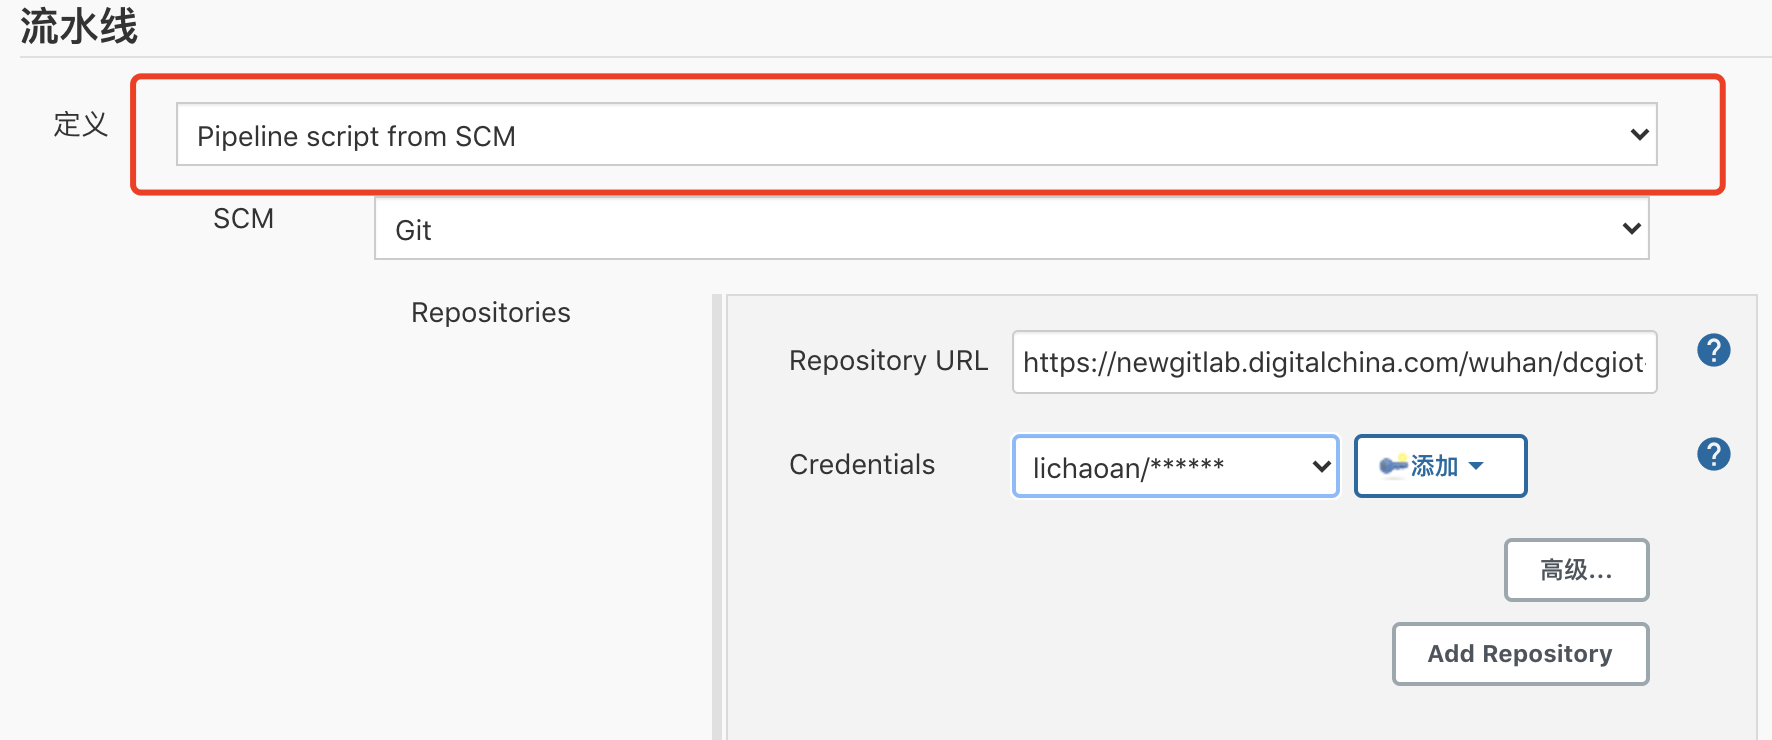 流水线
定义
Pipeline script from SCM
SCM
Git
Repositories
Repository URL
https://newgitlab.digitalchina.com/wuhan/dcgiot-
?
Credentials
lichaoan/******
添加
?
高级...
Add Repository